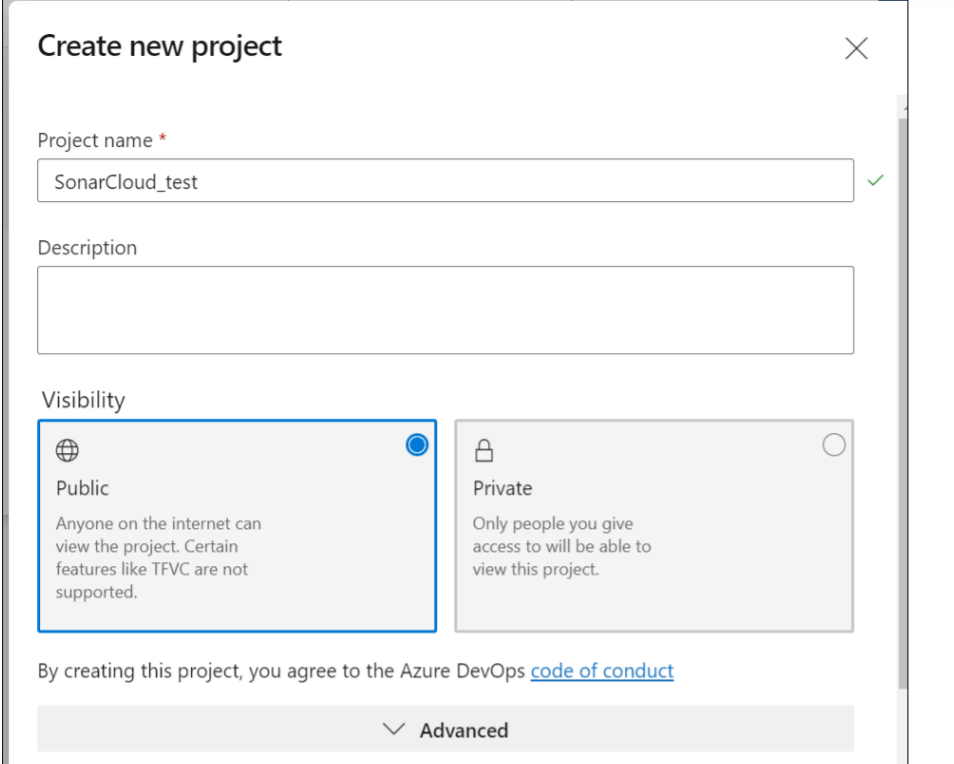 Create new project
Project name *
SonarCloud_test
Description
Visibility
Public
Anyone on the internet can
view the project. Certain
features like TFVC are not
supported.
Private
Only people you give
access to will be able to
view this project.
By creating this project, you agree to the Azure DevOps code of conduct
Advanced